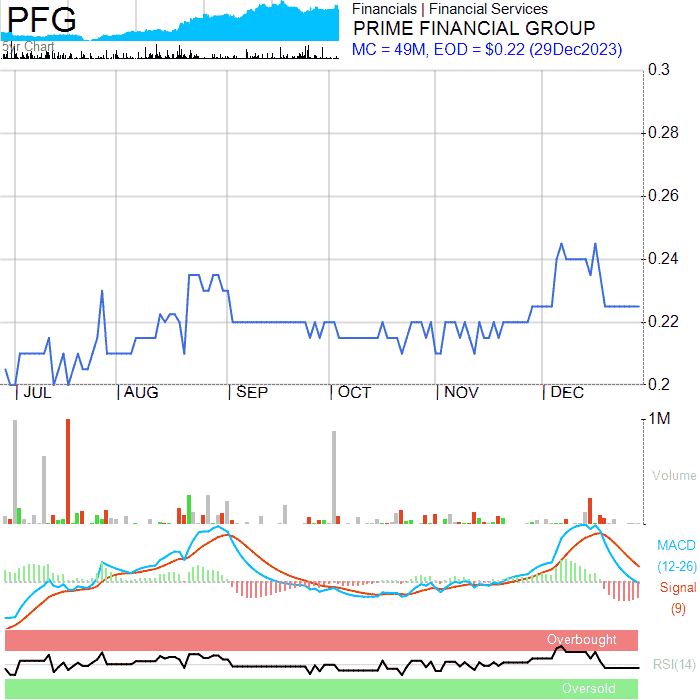 PFG
5yr Chart
Financials | Financial Services
PRIME FINANCIAL GROUP
MC = 49M, EOD = $0.22 (29Dec2023)
0.3
0.28
0.26
0.24
0.22
0.2
JUL AUG SEP OCT NOV DEC
1M
Volume
MACD
(12-26)
Signal
(9)
Overbought
RSI(14)
Oversold